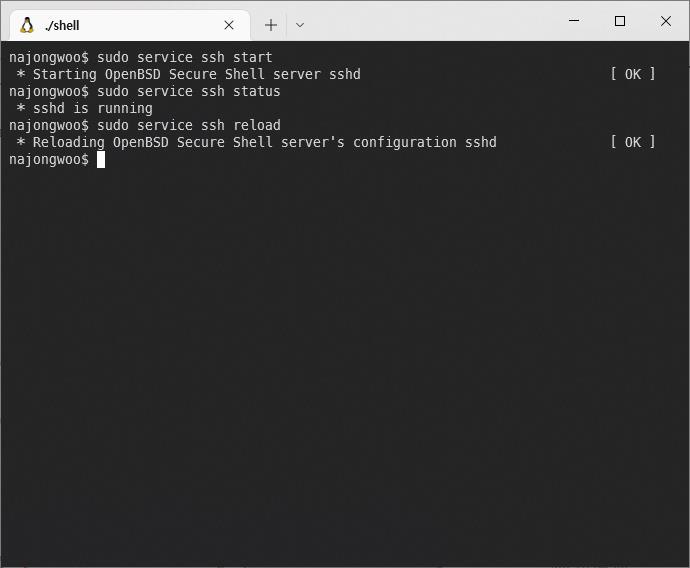 ./shell
najongwoo$ sudo service ssh start
 * Starting OpenBSD Secure Shell server sshd [ OK ]
najongwoo$ sudo service ssh status
 * sshd is running
najongwoo$ sudo service ssh reload
 * Reloading OpenBSD Secure Shell server's configuration sshd [ OK ]
najongwoo$